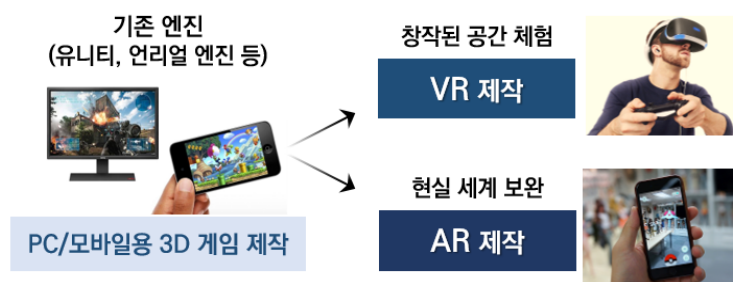 기존 엔진
(유니티, 언리얼 엔진 등)
PC/모바일용 3D 게임 제작
창작된 공간 체험
VR 제작
현실 세계 보완
AR 제작